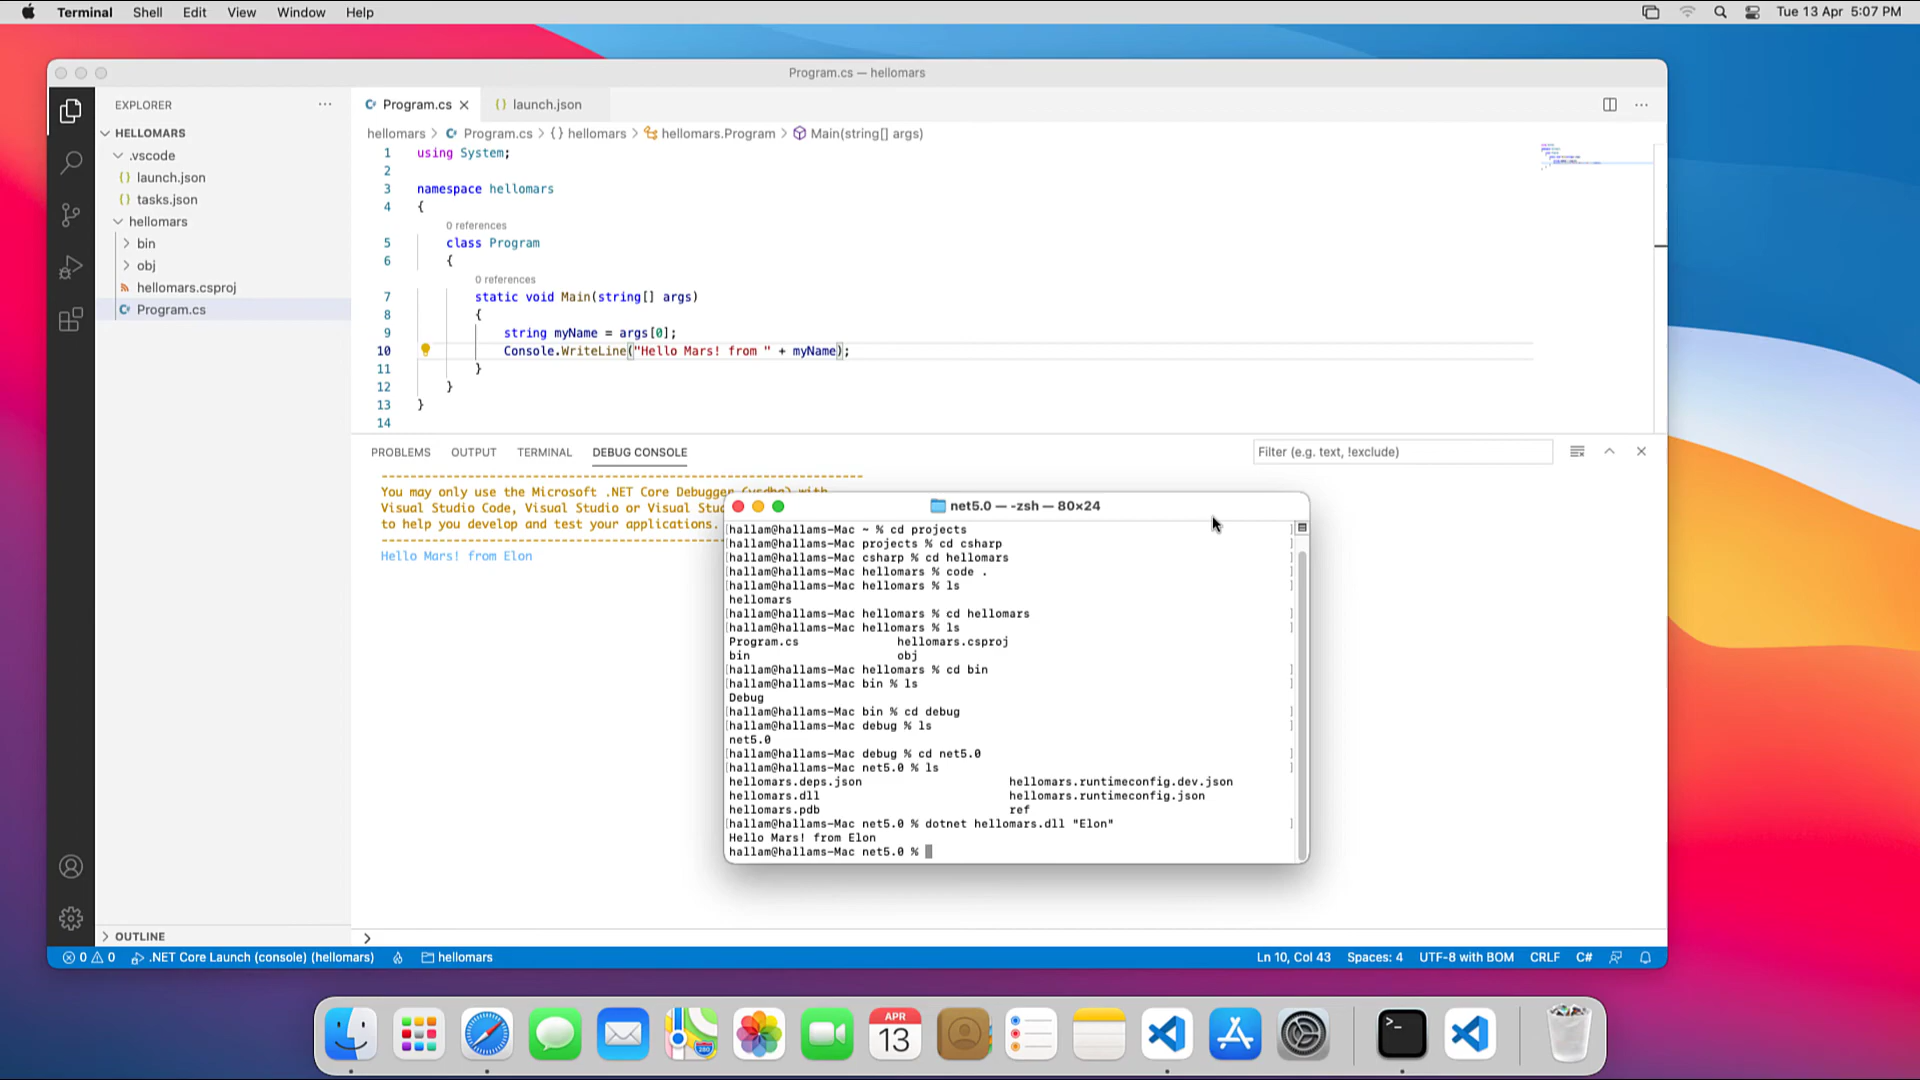 Terminal Shell Edit View Window Help
Tue 13 Apr 5:07 PM
Program.cs — hellomars
EXPLORER
HELLOMARS
.vscode
{} launch.json
{} tasks.json
hellomars
bin
obj
hellomars.csproj
Program.cs
OUTLINE
Program.cs
{} launch.json
hellomars > Program.cs > {} hellomars > hellomars.Program > Main(string[] args)
1 using System;
2
3 namespace hellomars
4 {
0 references
5 class Program
6 {
0 references
7 static void Main(string[] args)
8 {
9 string myName = args[0];
10 Console.WriteLine("Hello Mars! from " + myName);
11 }
12 }
13 }
14
PROBLEMS OUTPUT TERMINAL DEBUG CONSOLE
Filter (e.g. text, !exclude)
You may only use the Microsoft .NET Core Debugger (vsdbg) with
Visual Studio Code, Visual Studio or Visual Stu
to help you develop and test your applications.
Hello Mars! from Elon
net5.0 — -zsh — 80×24
hallam@hallams-Mac ~ % cd projects
hallam@hallams-Mac projects % cd csharp
hallam@hallams-Mac csharp % cd hellomars
hallam@hallams-Mac hellomars % code .
hallam@hallams-Mac hellomars % ls
hellomars
hallam@hallams-Mac hellomars % cd hellomars
hallam@hallams-Mac hellomars % ls
Program.cs hellomars.csproj
bin obj
hallam@hallams-Mac hellomars % cd bin
hallam@hallams-Mac bin % ls
Debug
hallam@hallams-Mac bin % cd debug
hallam@hallams-Mac debug % ls
net5.0
hallam@hallams-Mac debug % cd net5.0
hallam@hallams-Mac net5.0 % ls
hellomars.deps.json hellomars.runtimeconfig.dev.json
hellomars.dll hellomars.runtimeconfig.json
hellomars.pdb ref
hallam@hallams-Mac net5.0 % dotnet hellomars.dll "Elon"
Hello Mars! from Elon
hallam@hallams-Mac net5.0 %
0 0 .NET Core Launch (console) (hellomars) hellomars
Ln 10, Col 43 Spaces: 4 UTF-8 with BOM CRLF C#
APR
13
280
>_